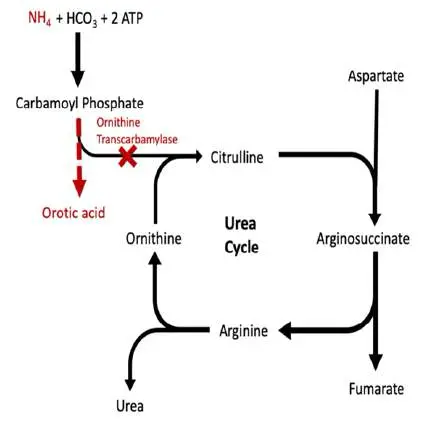 NH₄ + HCO₃ + 2 ATP
Aspartate
Carbamoyl Phosphate
Ornithine
Transcarbamylase
Citrulline
Orotic acid
Urea
Cycle
Ornithine
Arginosuccinate
Arginine
Fumarate
Urea